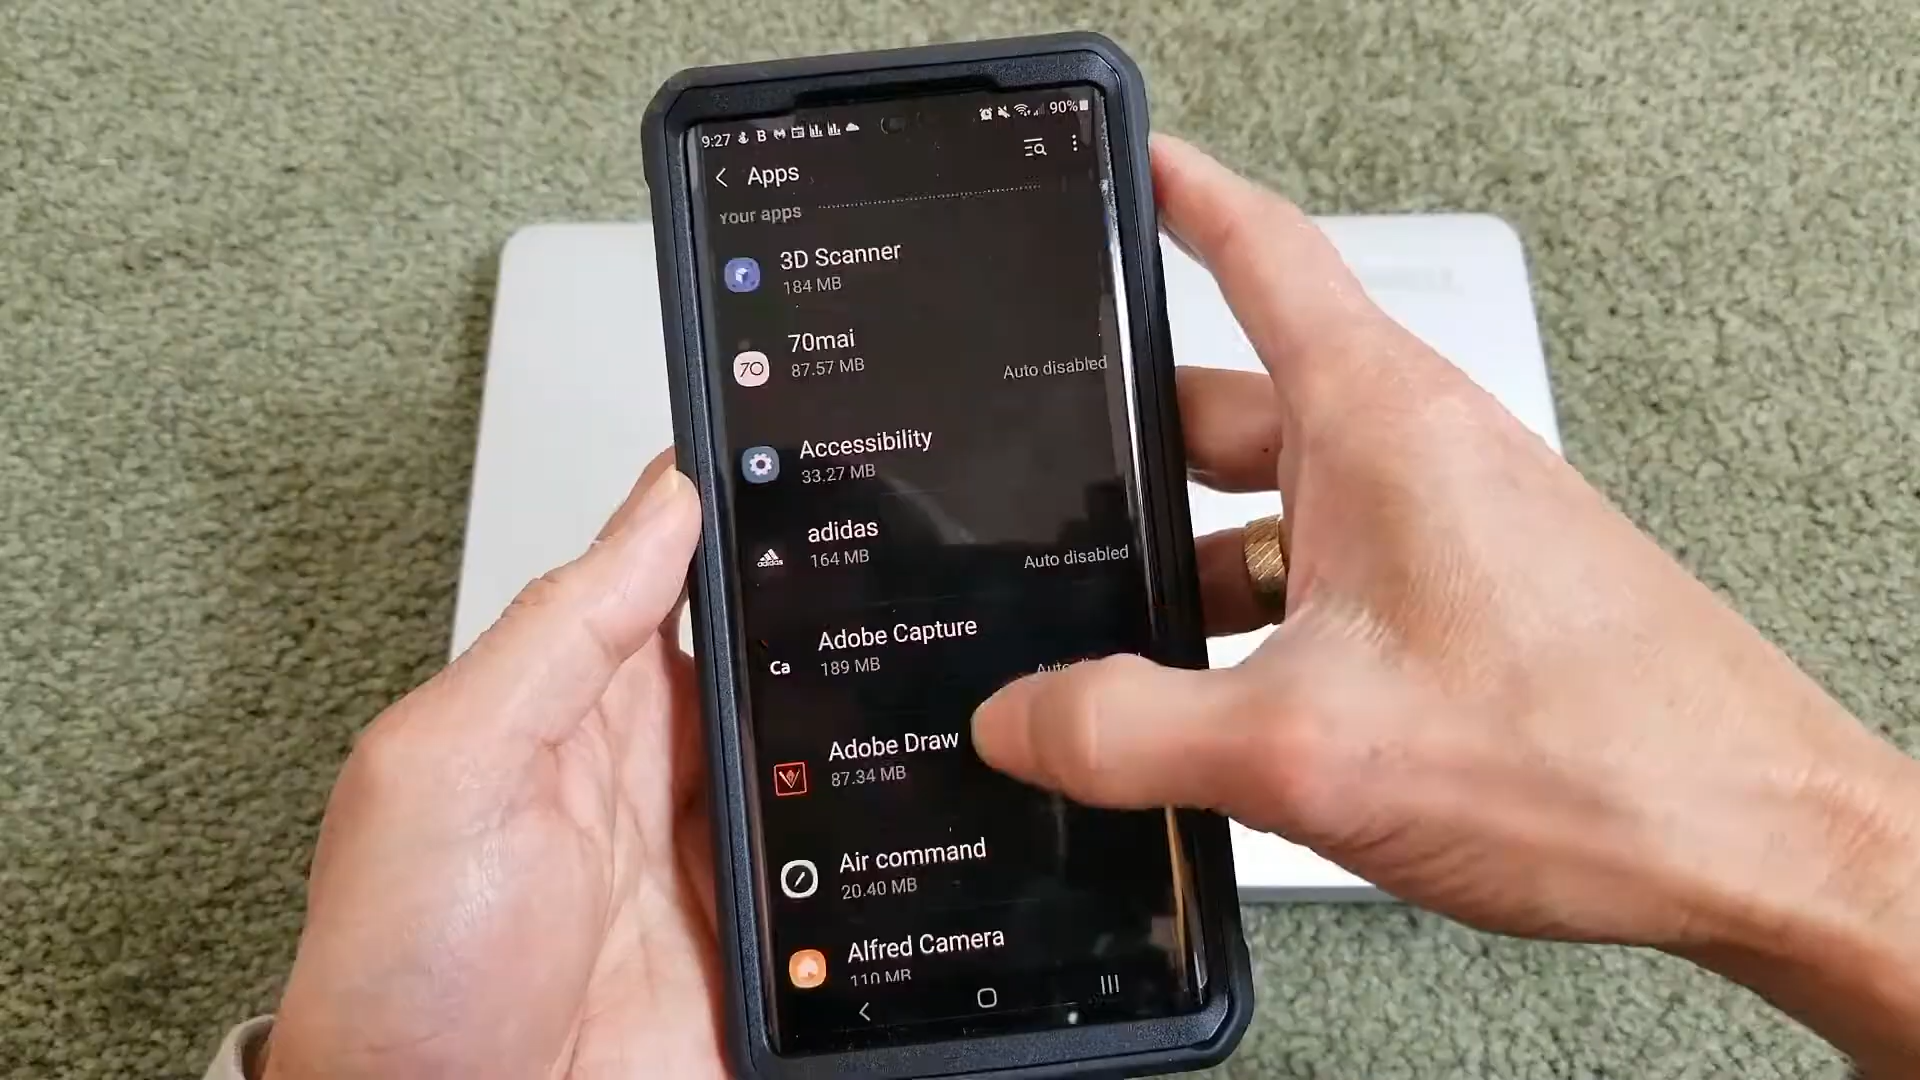 9:27 B 90%
Apps
Your apps
3D Scanner
184 MB
70mai
70
87.57 MB
Auto disabled
Accessibility
33.27 MB
adidas
adidas
164 MB
Auto disabled
Adobe Capture
Ca
189 MB
Adobe Draw
87.34 MB
Air command
20.40 MB
Alfred Camera
110 MB